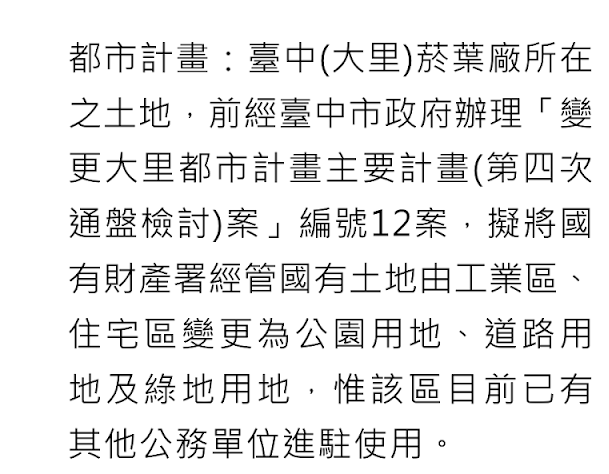 都市計畫：臺中(大里)菸葉廠所在
之土地，前經臺中市政府辦理「變
更大里都市計畫主要計畫(第四次
通盤檢討)案」編號12案，擬將國
有財產署經管國有土地由工業區、
住宅區變更為公園用地、道路用
地及綠地用地，惟該區目前已有
其他公務單位進駐使用。